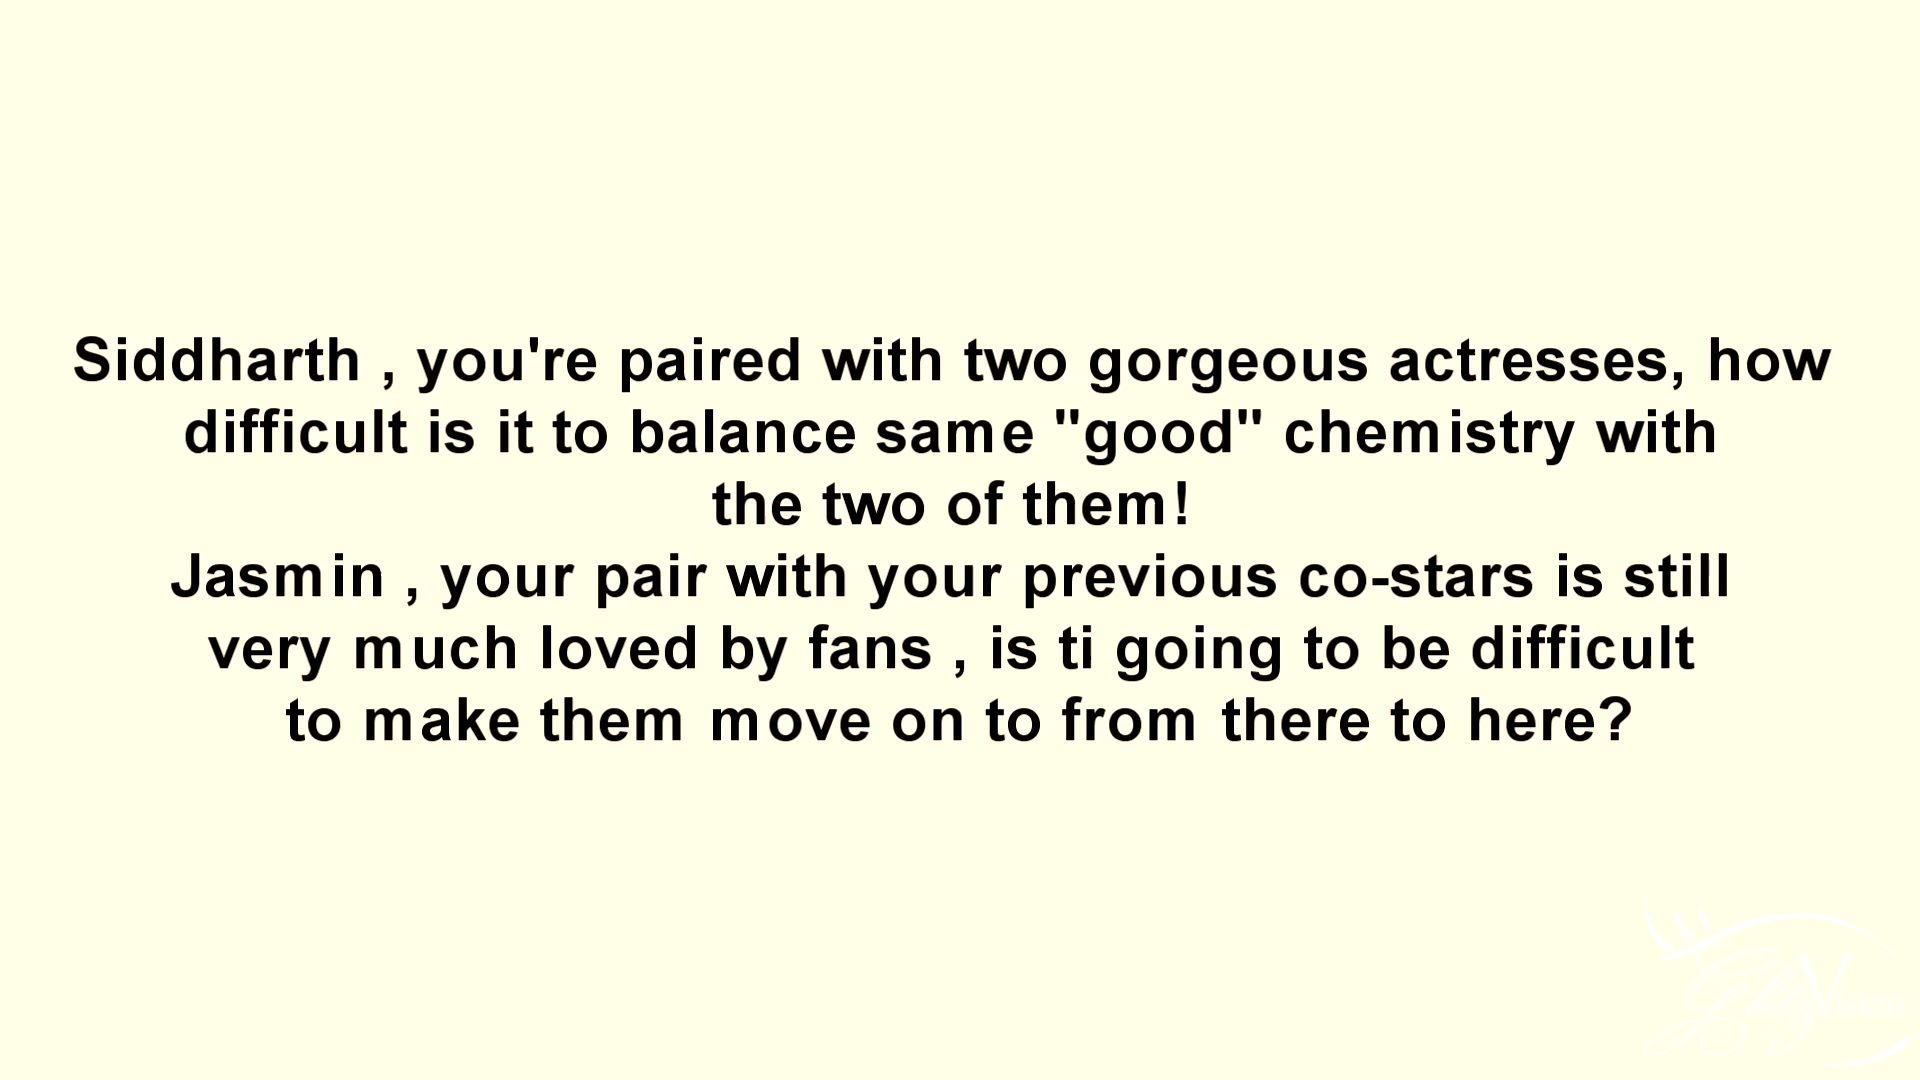 Siddharth , you're paired with two gorgeous actresses, how
difficult is it to balance same "good" chemistry with
the two of them!
Jasmin , your pair with your previous co-stars is still
very much loved by fans , is ti going to be difficult
to make them move on to from there to here?